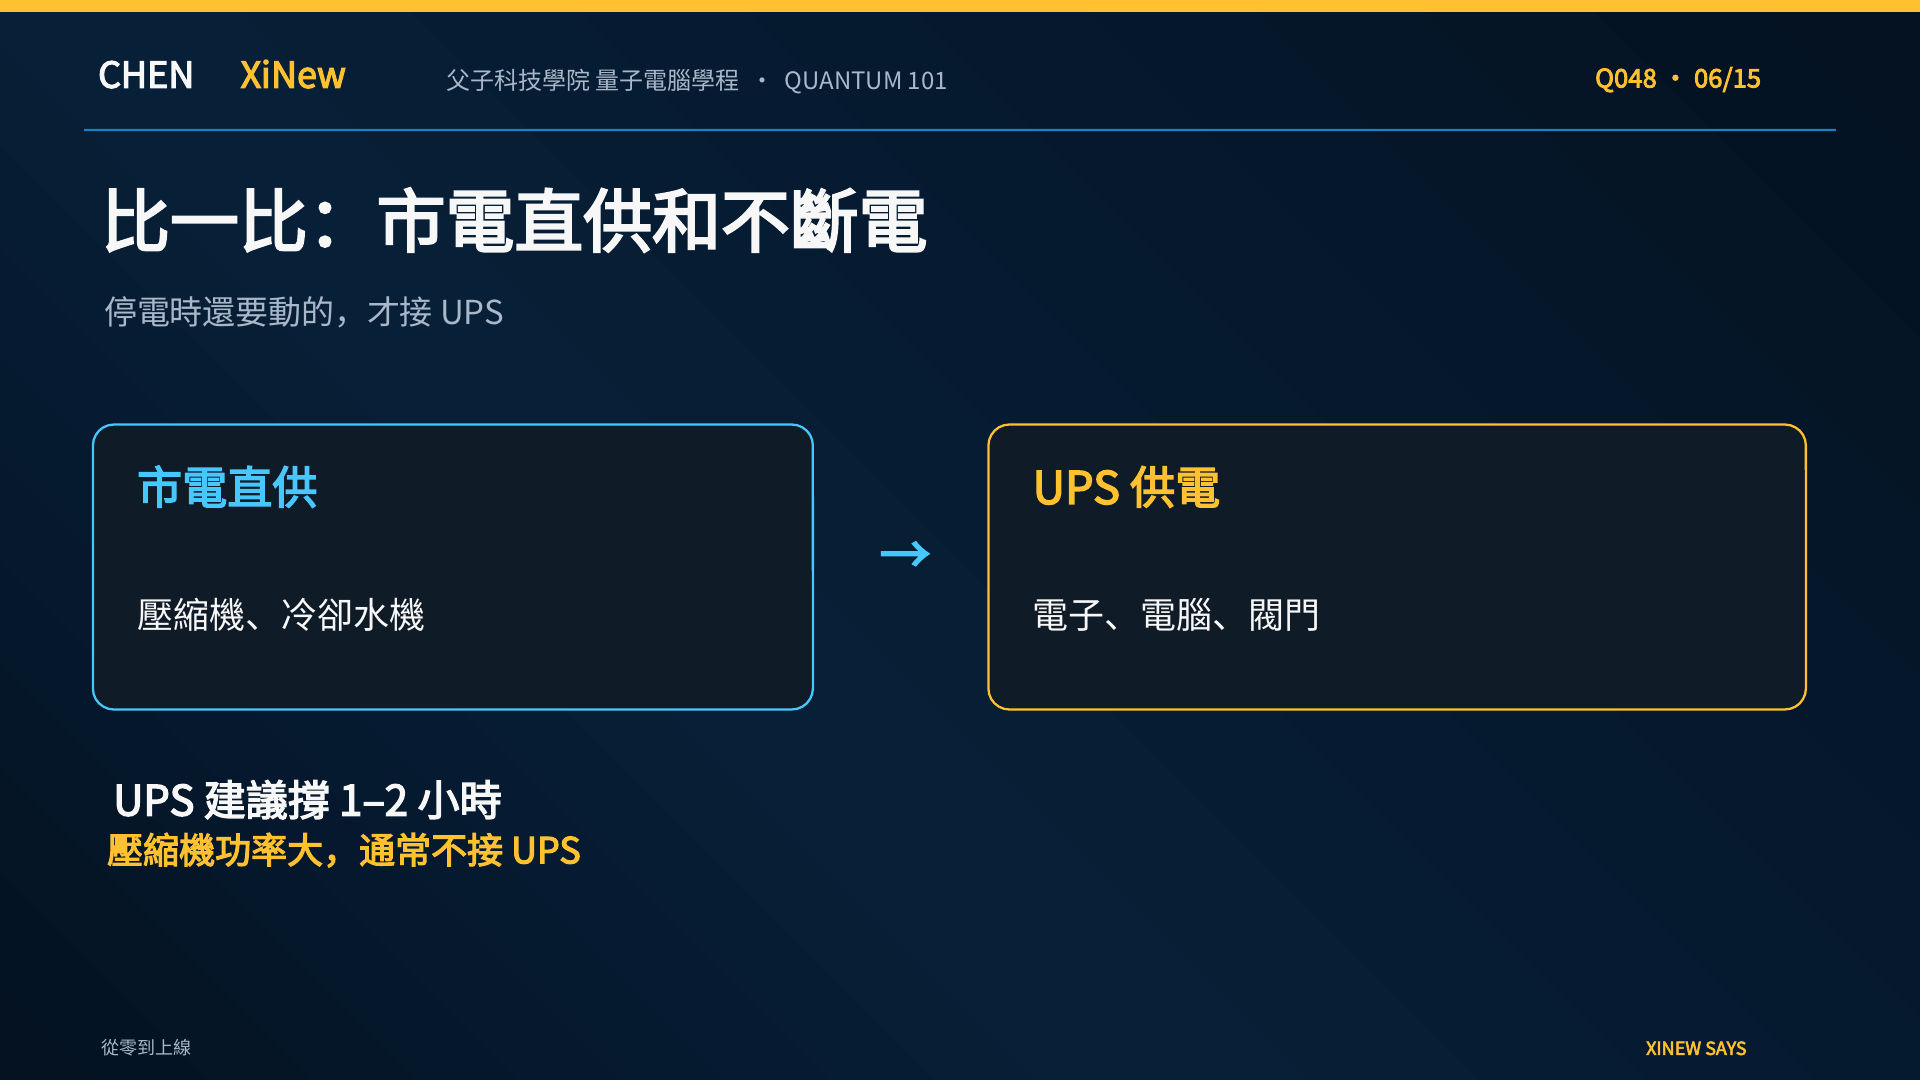 CHEN XiNew 父子科技學院 量子電腦學程 · QUANTUM 101 Q048 · 06/15
比一比：市電直供和不斷電
停電時還要動的，才接 UPS
市電直供
壓縮機、冷卻水機
→
UPS 供電
電子、電腦、閥門
UPS 建議撐 1–2 小時
壓縮機功率大，通常不接 UPS
從零到上線
XINEW SAYS